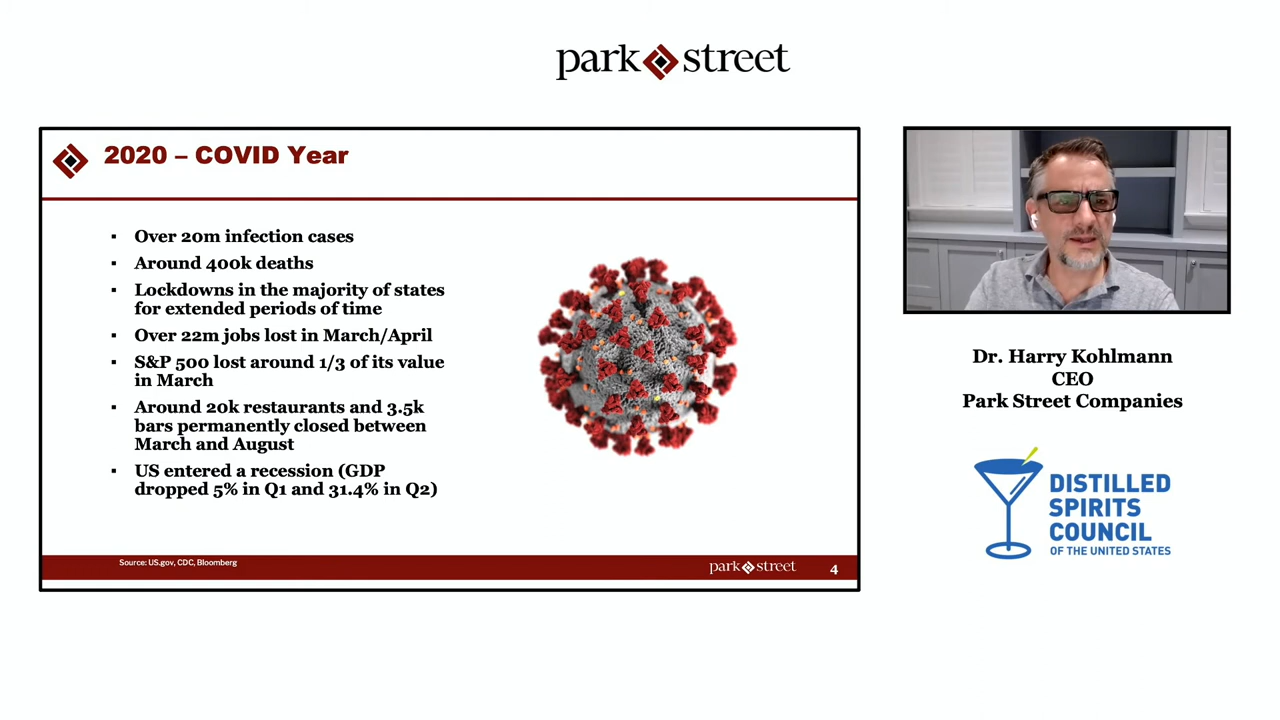 park street
2020 – COVID Year
▪ Over 20m infection cases
▪ Around 400k deaths
▪ Lockdowns in the majority of states
for extended periods of time
▪ Over 22m jobs lost in March/April
▪ S&P 500 lost around 1/3 of its value
in March
▪ Around 20k restaurants and 3.5k
bars permanently closed between
March and August
▪ US entered a recession (GDP
dropped 5% in Q1 and 31.4% in Q2)
Source: US.gov, CDC, Bloomberg
park street
4
Dr. Harry Kohlmann
CEO
Park Street Companies
DISTILLED
SPIRITS
COUNCIL
OF THE UNITED STATES